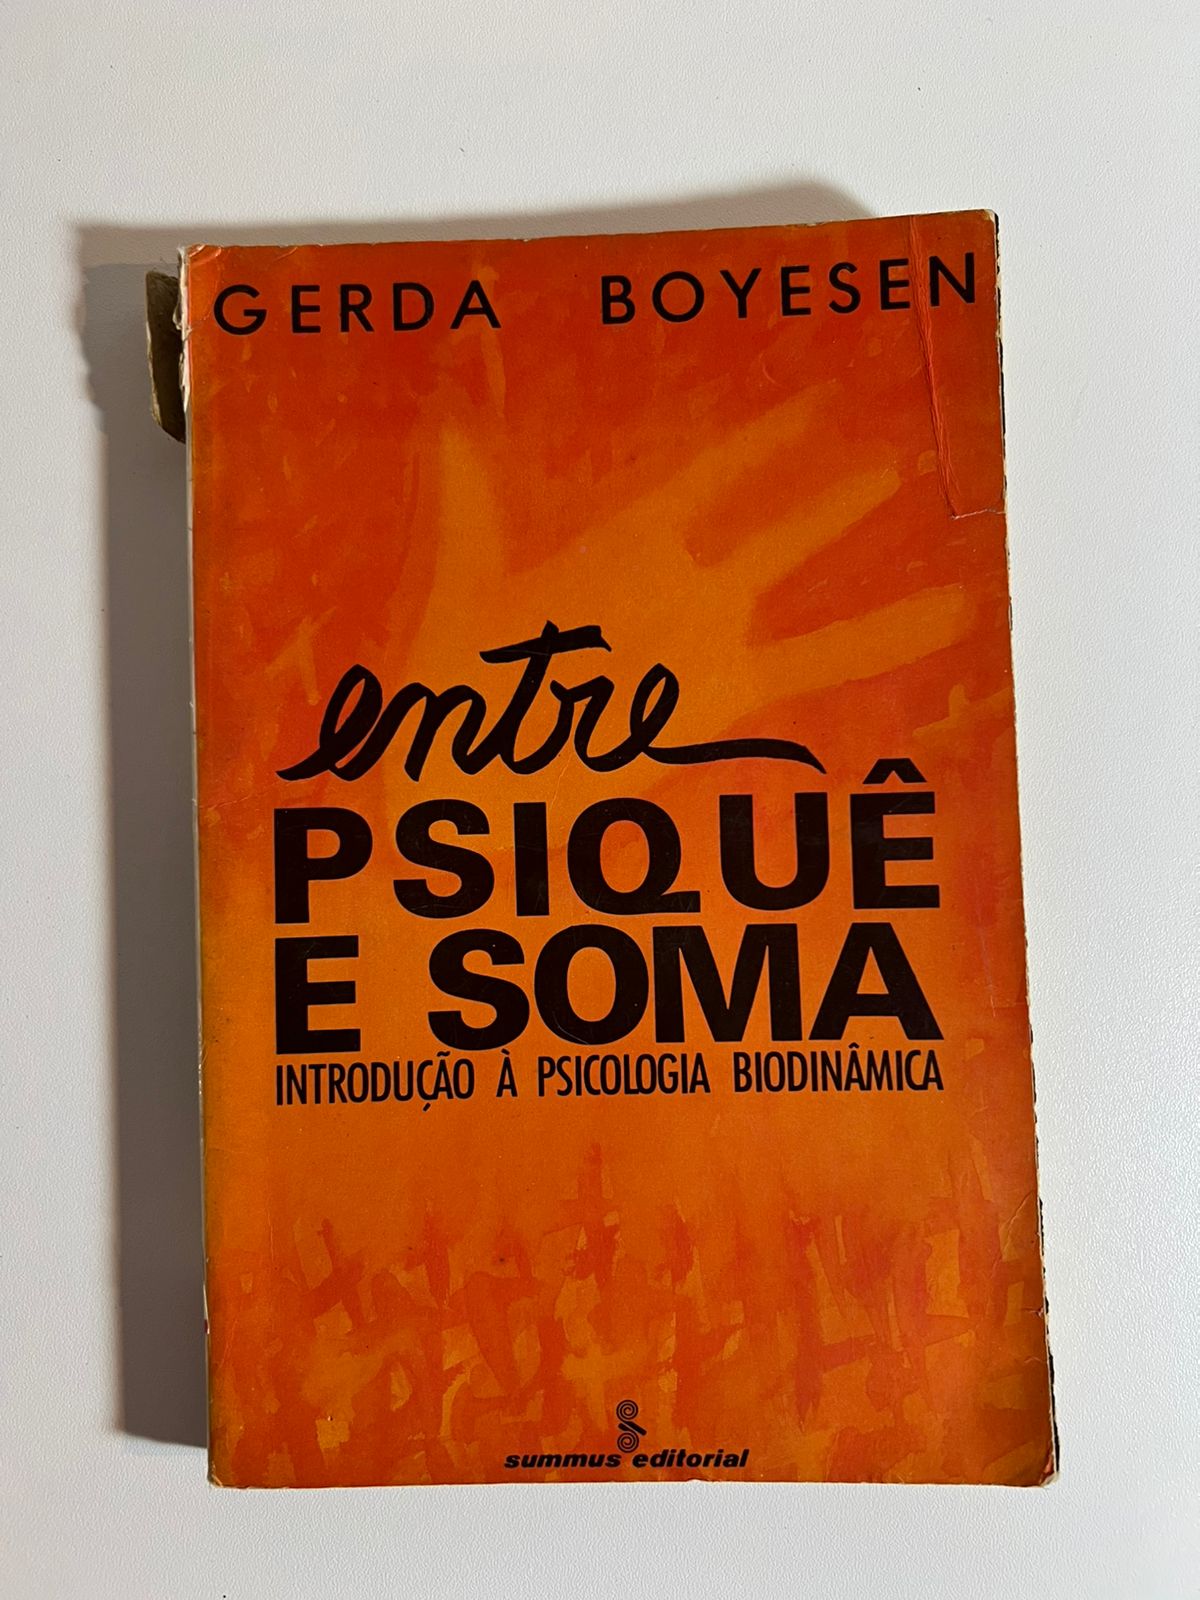 GERDA BOYESEN
entre
PSIQUÊ
E SOMA
INTRODUÇÃO À PSICOLOGIA BIODINÂMICA
summus editorial